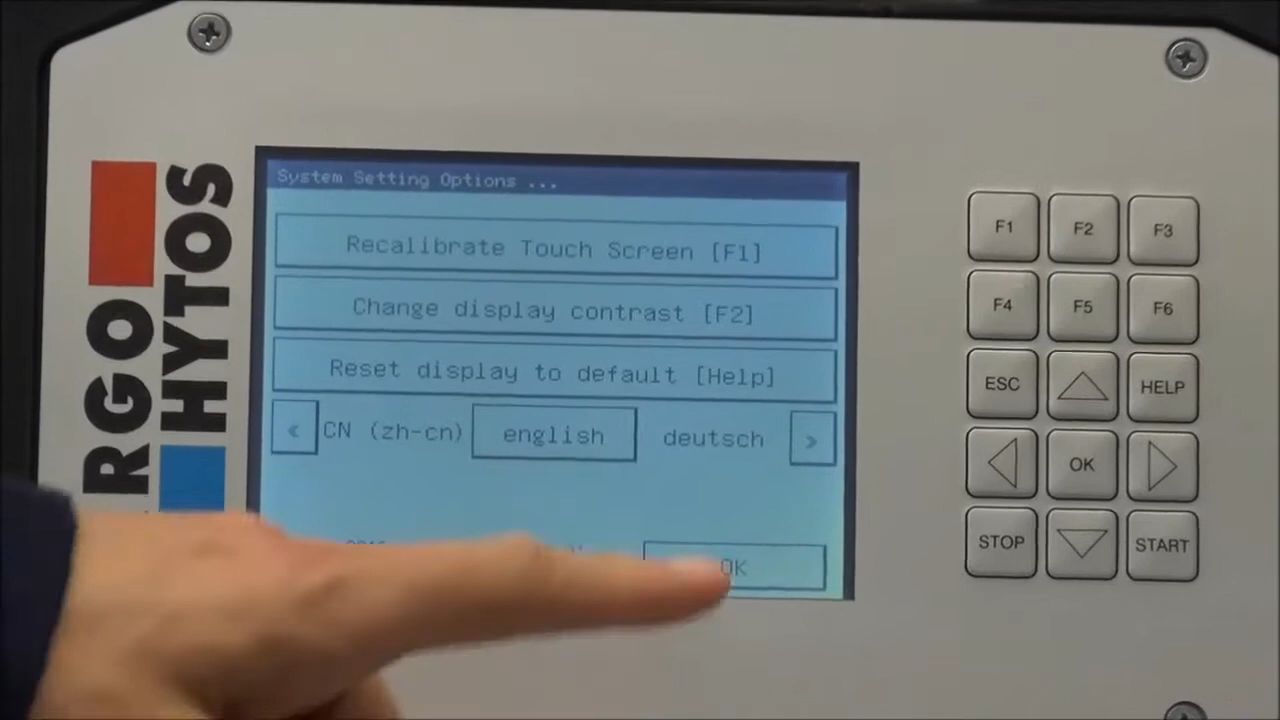 RGO
HYTOS
System Setting Options ...
Recalibrate Touch Screen [F1]
Change display contrast [F2]
Reset display to default [Help]
« CN (zh-cn) english deutsch »
OK
F1 F2 F3
F4 F5 F6
ESC HELP
OK
STOP START